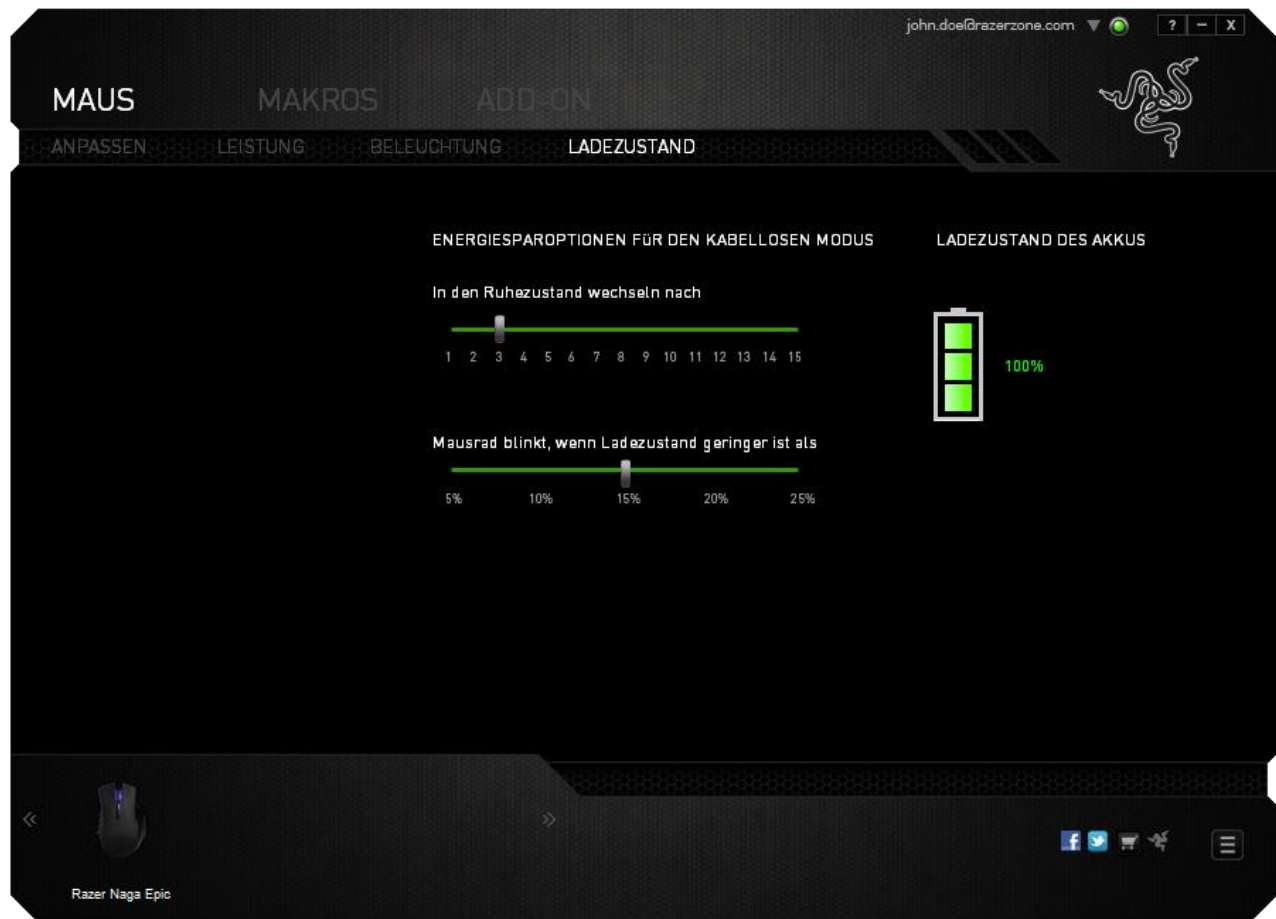 john.doe@razerzone.com
? – X
MAUS MAKROS ADD-ON
ANPASSEN LEISTUNG BELEUCHTUNG LADEZUSTAND
ENERGIESPAROPTIONEN FüR DEN KABELLOSEN MODUS
LADEZUSTAND DES AKKUS
In den Ruhezustand wechseln nach
1 2 3 4 5 6 7 8 9 10 11 12 13 14 15
100%
Mausrad blinkt, wenn Ladezustand geringer ist als
5% 10% 15% 20% 25%
Razer Naga Epic